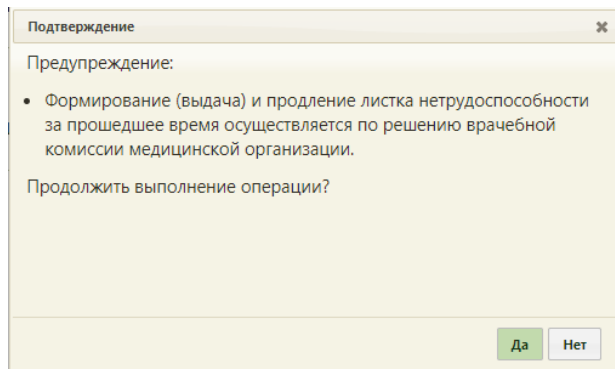 Подтверждение
Предупреждение:
• Формирование (выдача) и продление листка нетрудоспособности
за прошедшее время осуществляется по решению врачебной
комиссии медицинской организации.
Продолжить выполнение операции?
Да Нет